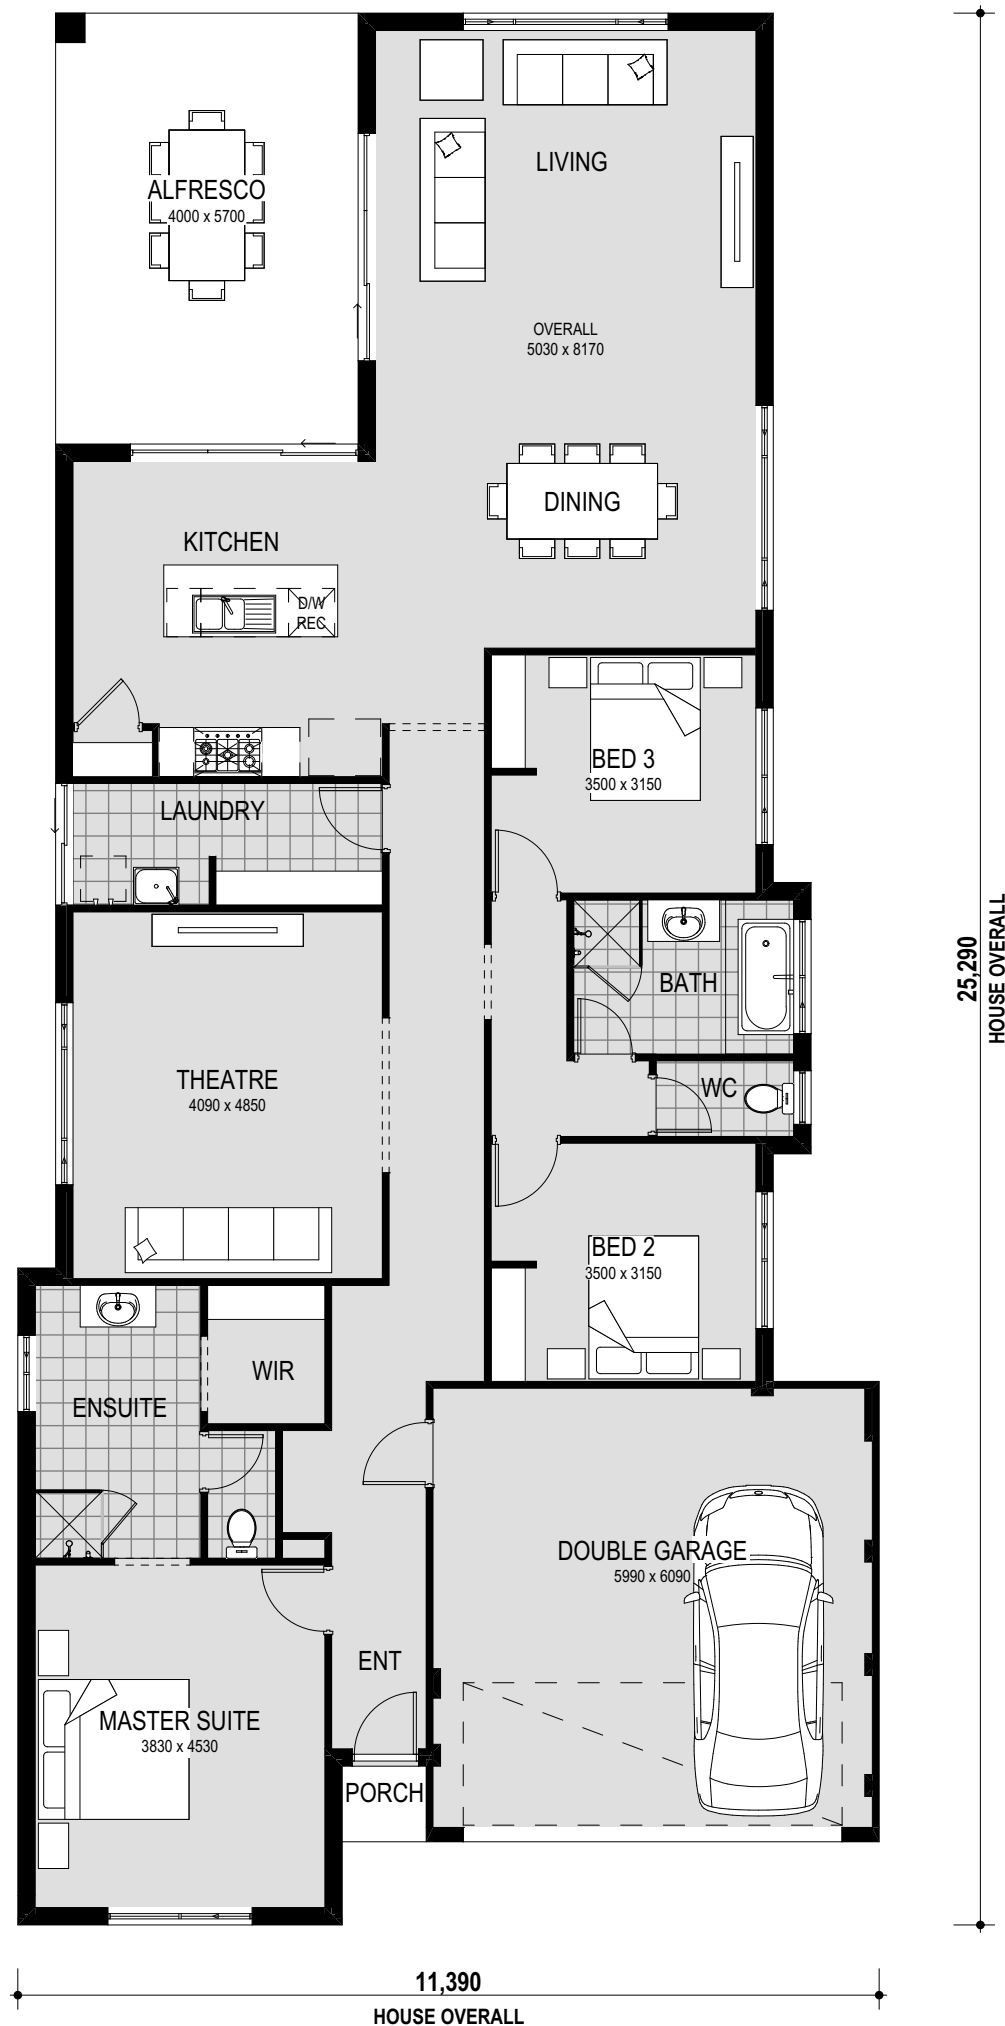 LIVING
ALFRESCO
4000 x 5700
OVERALL
5030 x 8170
DINING
KITCHEN
D/W
REC
BED 3
3500 x 3150
LAUNDRY
BATH
25,290
HOUSE OVERALL
THEATRE
4090 x 4850
WC
BED 2
3500 x 3150
WIR
ENSUITE
DOUBLE GARAGE
5990 x 6090
ENT
MASTER SUITE
3830 x 4530
PORCH
11,390
HOUSE OVERALL